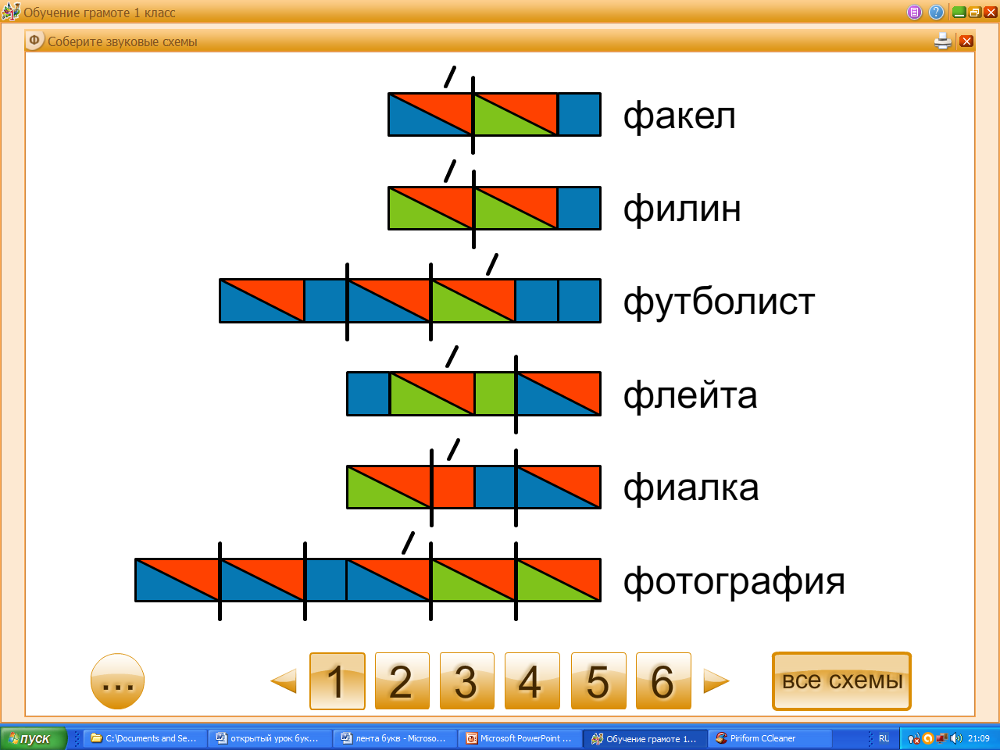 Обучение грамоте 1 класс
Ф Соберите звуковые схемы
факел
филин
футболист
флейта
фиалка
фотография
... 1 2 3 4 5 6 все схемы
пуск C:\Documents and Se... открытый урок бук... лента букв - Microso... Microsoft PowerPoint ... Обучение грамоте 1... Piriform CCleaner RU 21:09